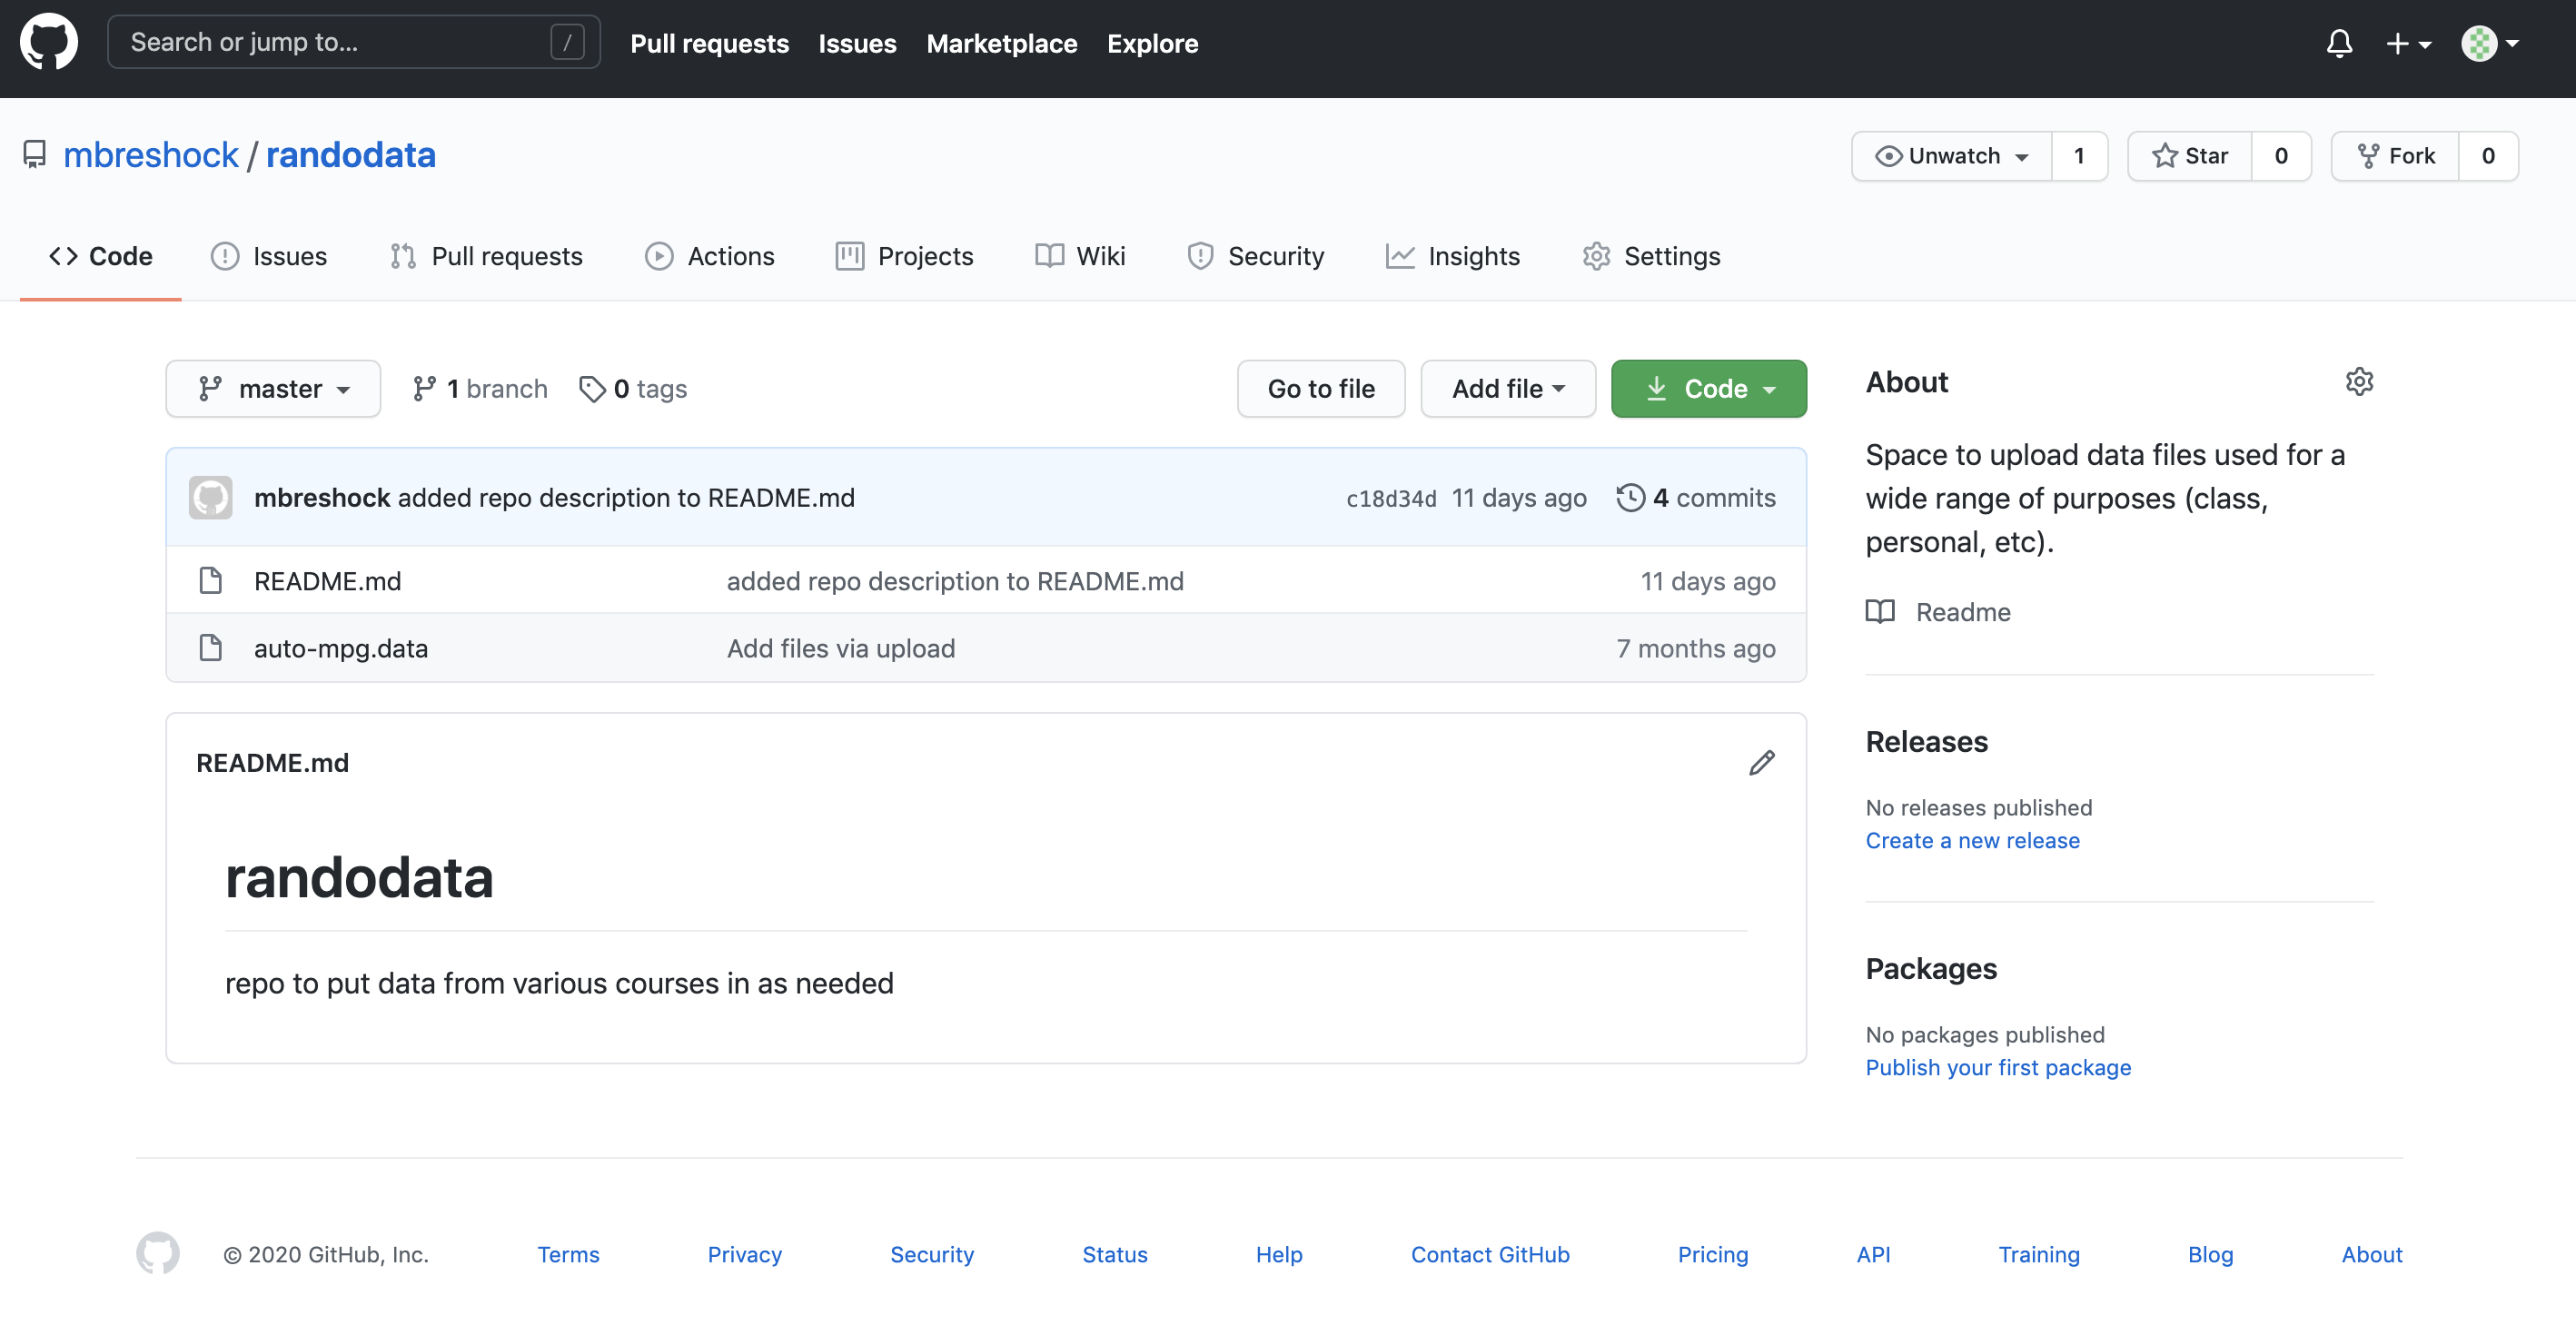 Search or jump to... /
Pull requests Issues Marketplace Explore
mbreshock / randodata
Unwatch 1 Star 0 Fork 0
Code Issues Pull requests Actions Projects Wiki Security Insights Settings
master 1 branch 0 tags Go to file Add file Code
mbreshock added repo description to README.md c18d34d 11 days ago 4 commits
README.md added repo description to README.md 11 days ago
auto-mpg.data Add files via upload 7 months ago
README.md
randodata
repo to put data from various courses in as needed
About
Space to upload data files used for a
wide range of purposes (class,
personal, etc).
Readme
Releases
No releases published
Create a new release
Packages
No packages published
Publish your first package
© 2020 GitHub, Inc. Terms Privacy Security Status Help Contact GitHub Pricing API Training Blog About